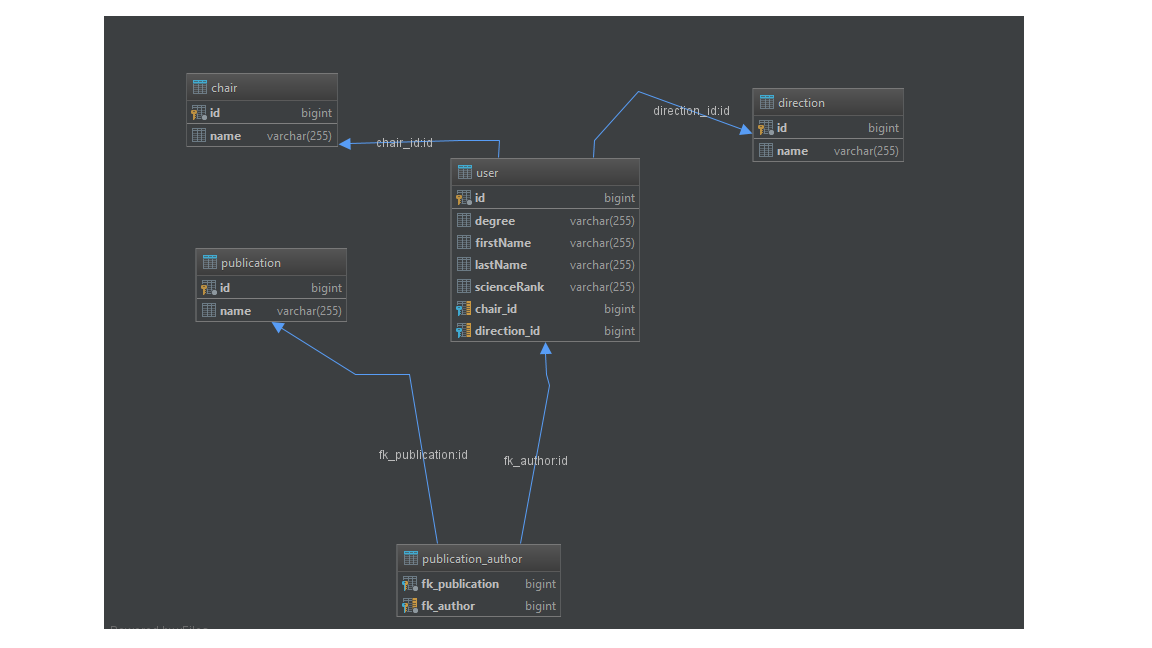 chair
id bigint
name varchar(255)
direction
id bigint
name varchar(255)
direction_id:id
chair_id:id
user
id bigint
degree varchar(255)
firstName varchar(255)
lastName varchar(255)
scienceRank varchar(255)
chair_id bigint
direction_id bigint
publication
id bigint
name varchar(255)
fk_publication:id
fk_author:id
publication_author
fk_publication bigint
fk_author bigint